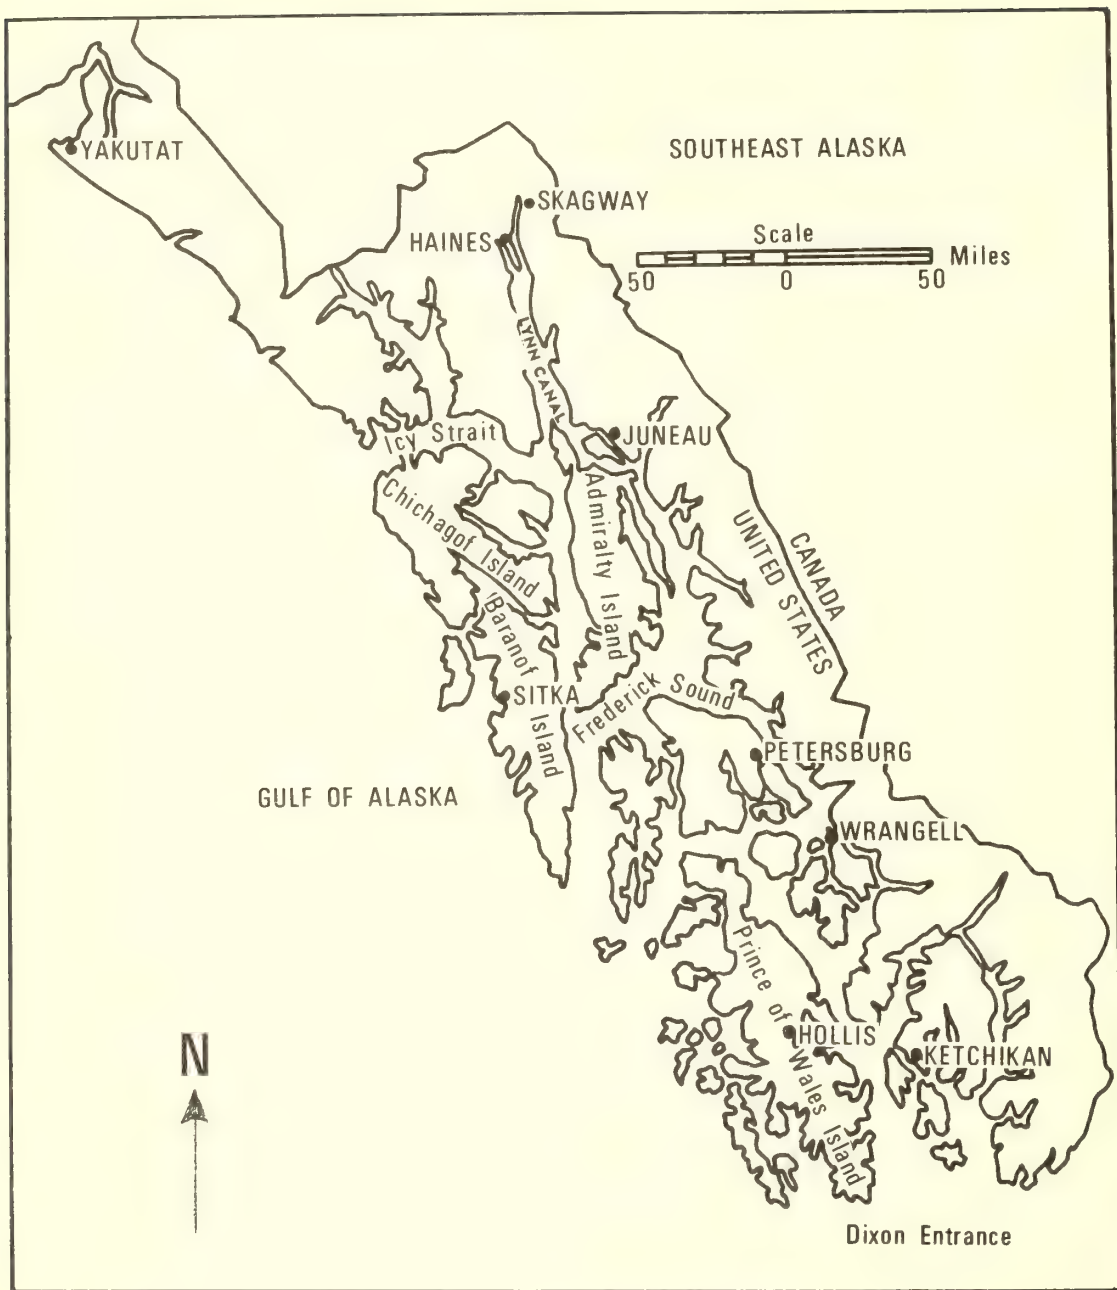 YAKUTAT
SOUTHEAST ALASKA
SKAGWAY
HAINES
Scale
Miles
50 0 50
LYNN CANAL
JUNEAU
Icy Strait
Chichagof Island
Admiralty Island
CANADA
UNITED STATES
Baranof Island
SITKA
Frederick Sound
PETERSBURG
GULF OF ALASKA
WRANGELL
Prince of Wales Island
HOLLIS
KETCHIKAN
N
Dixon Entrance